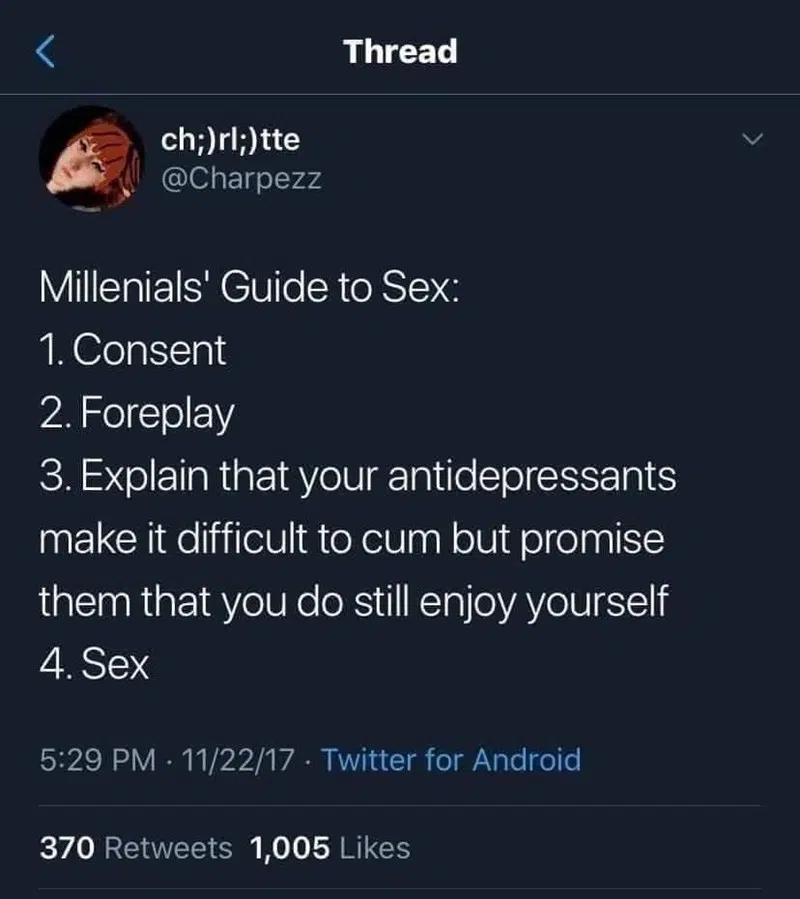 Thread
ch;)rl;)tte
@Charpezz
Millenials' Guide to Sex:
1. Consent
2. Foreplay
3. Explain that your antidepressants
make it difficult to cum but promise
them that you do still enjoy yourself
4. Sex
5:29 PM · 11/22/17 · Twitter for Android
370 Retweets 1,005 Likes